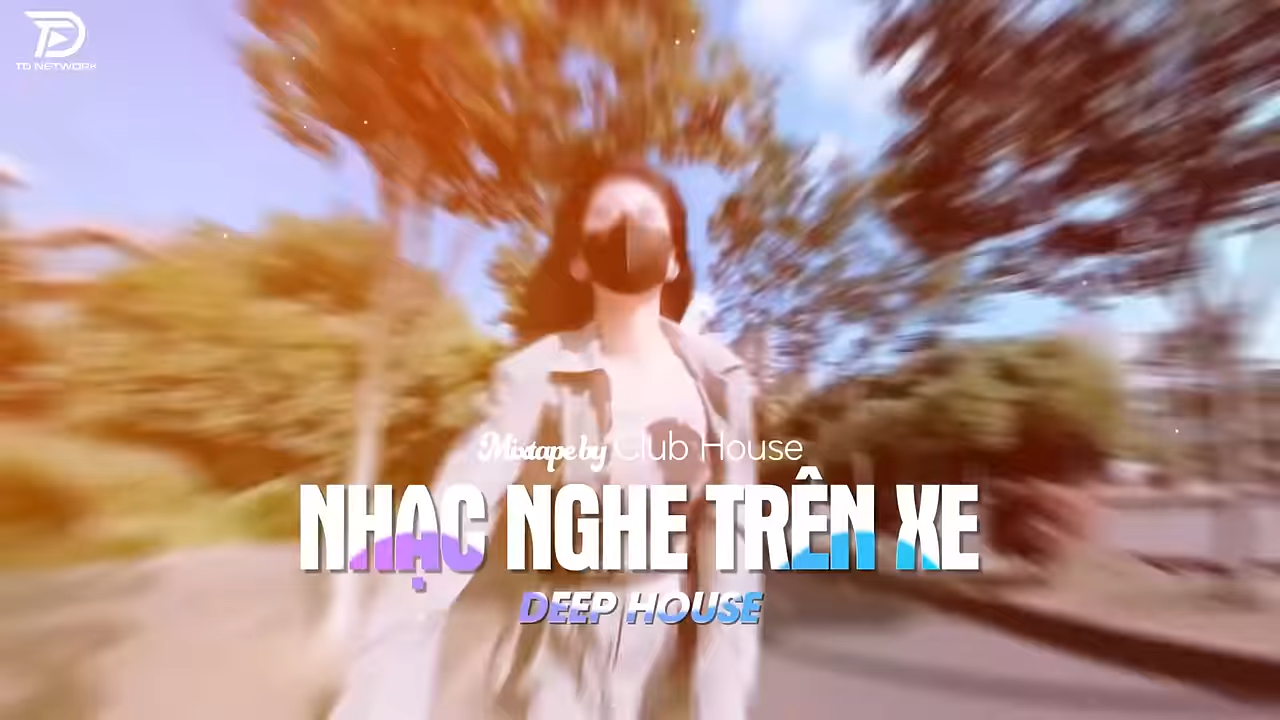 TD NETWORK
Mixtape by Club House
NHẠC NGHE TRÊN XE
DEEP HOUSE